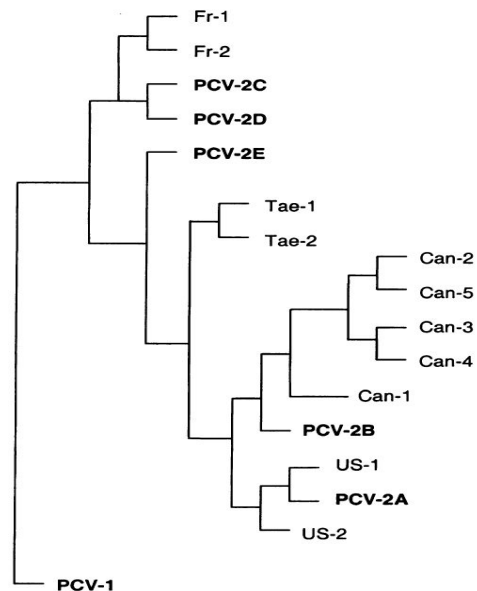 Fr-1
Fr-2
PCV-2C
PCV-2D
PCV-2E
Tae-1
Tae-2
Can-2
Can-5
Can-3
Can-4
Can-1
PCV-2B
US-1
PCV-2A
US-2
PCV-1